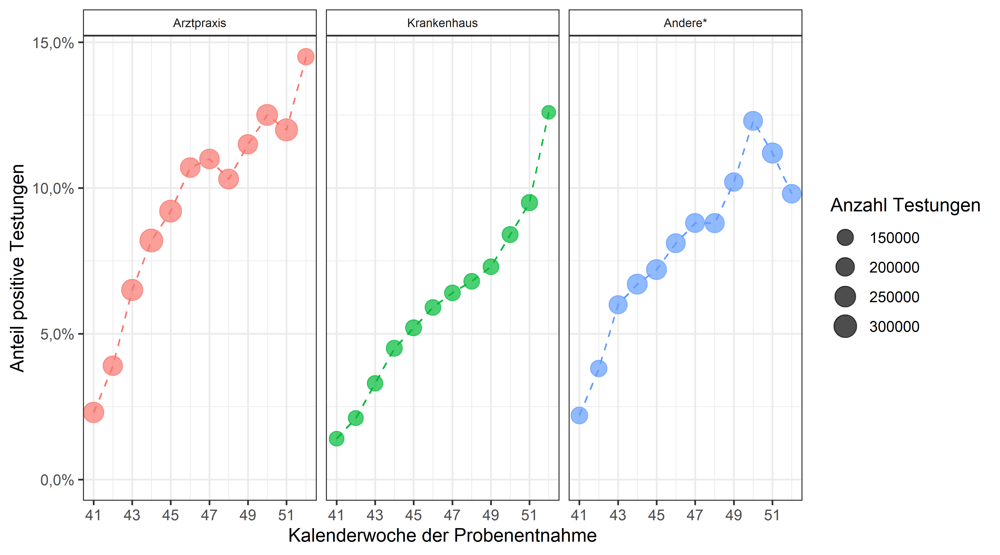 Arztpraxis
Krankenhaus
Andere*
Anteil positive Testungen
15,0%
10,0%
5,0%
0,0%
41 43 45 47 49 51
41 43 45 47 49 51
41 43 45 47 49 51
Kalenderwoche der Probenentnahme
Anzahl Testungen
150000
200000
250000
300000